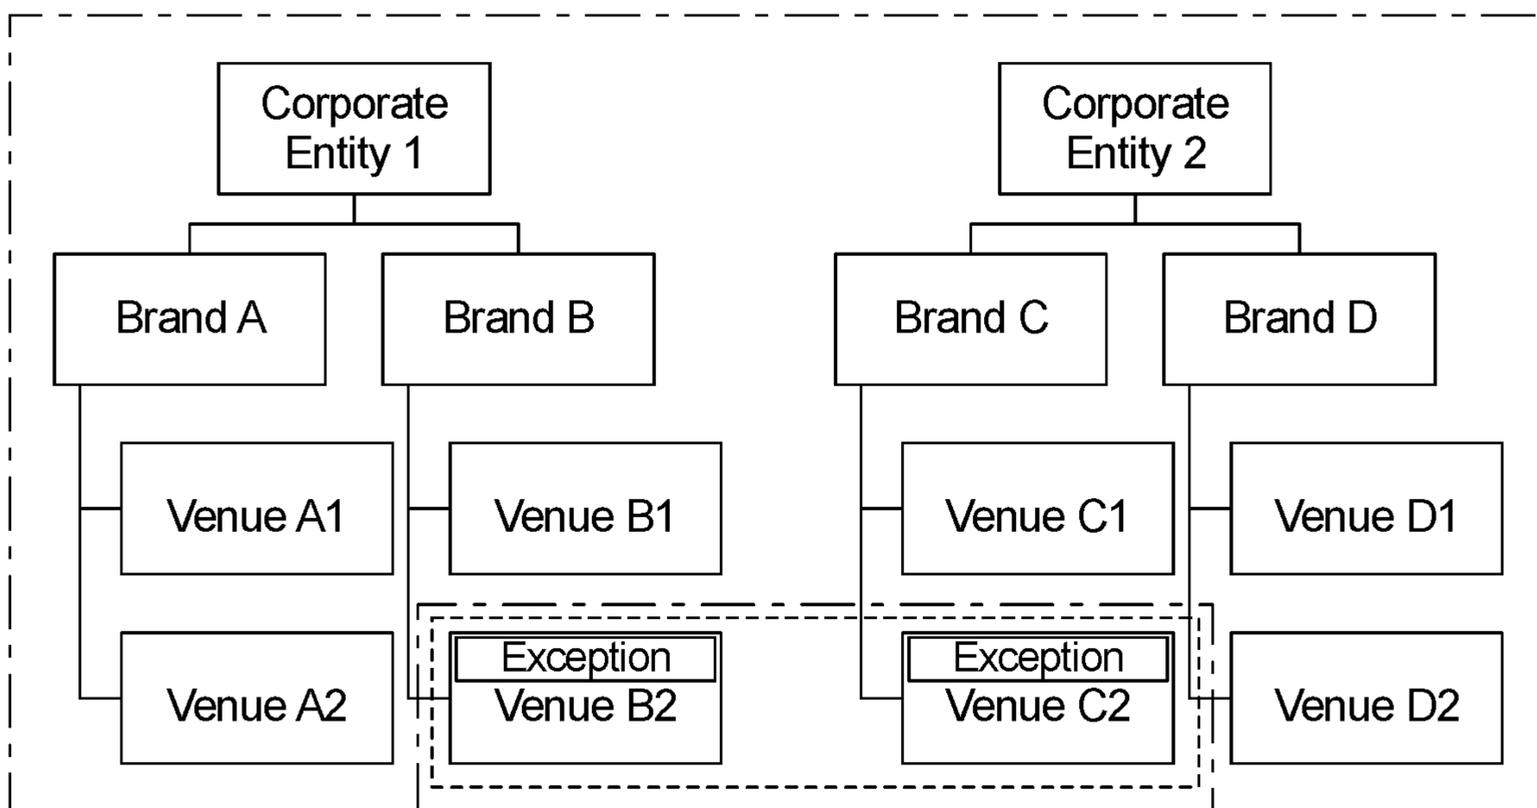 Corporate
Entity 1
Corporate
Entity 2
Brand A
Brand B
Brand C
Brand D
Venue A1
Venue B1
Venue C1
Venue D1
Exception
Exception
Venue A2
Venue B2
Venue C2
Venue D2